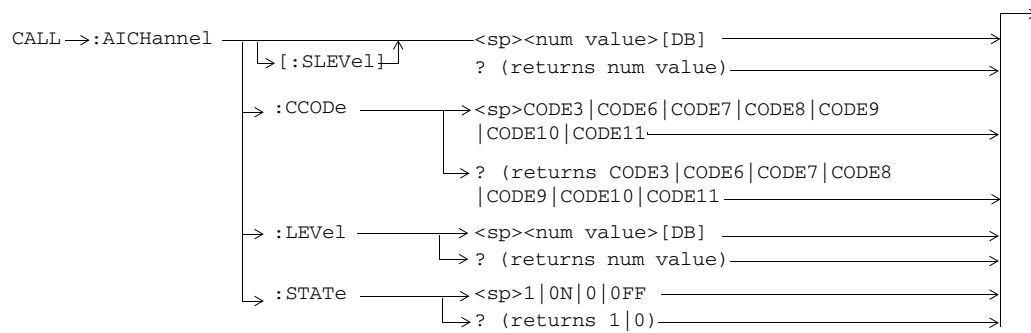 CALL :AICHannel <sp><num value>[DB]
[:SLEVel] ? (returns num value)
:CCODe <sp>CODE3|CODE6|CODE7|CODE8|CODE9
|CODE10|CODE11
? (returns CODE3|CODE6|CODE7|CODE8
|CODE9|CODE10|CODE11
:LEVel <sp><num value>[DB]
? (returns num value)
:STATe <sp>1|0N|0|0FF
? (returns 1|0)